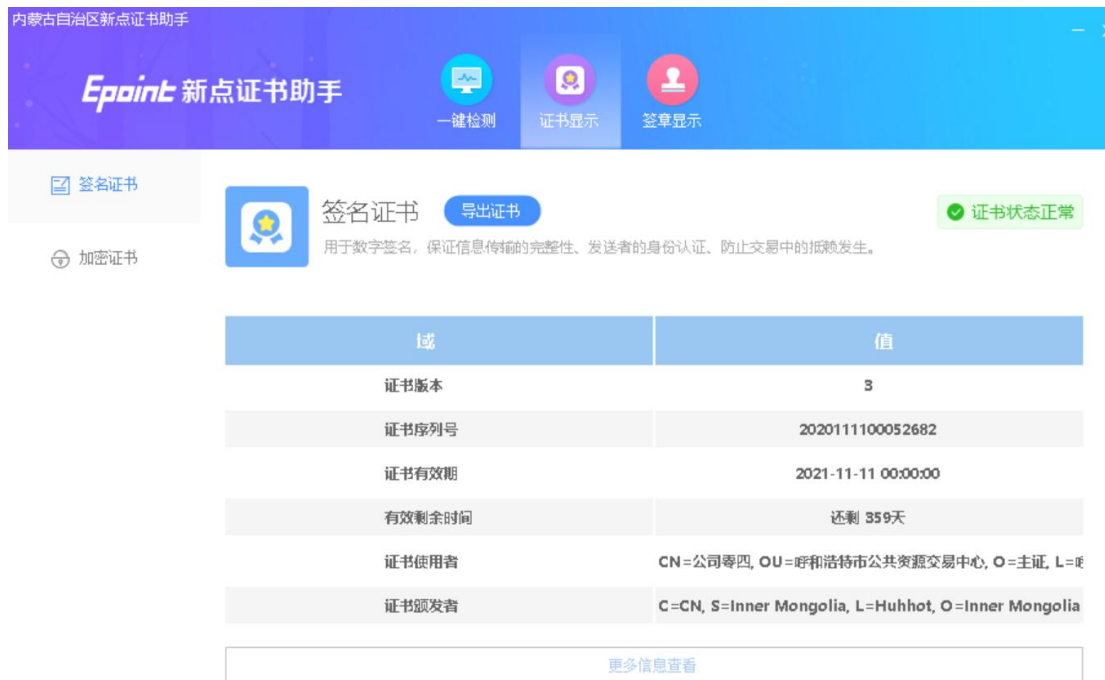 内蒙古自治区新点证书助手
Epoint 新点证书助手
一键检测
证书显示
签章显示
签名证书
加密证书
签名证书
导出证书
证书状态正常
用于数字签名，保证信息传输的完整性、发送者的身份认证、防止交易中的抵赖发生。
域 值
证书版本 3
证书序列号 2020111100052682
证书有效期 2021-11-11 00:00:00
有效剩余时间 还剩 359天
证书使用者 CN=公司零四, OU=呼和浩特市公共资源交易中心, O=主证, L=
证书颁发者 C=CN, S=Inner Mongolia, L=Huhhot, O=Inner Mongolia
更多信息查看